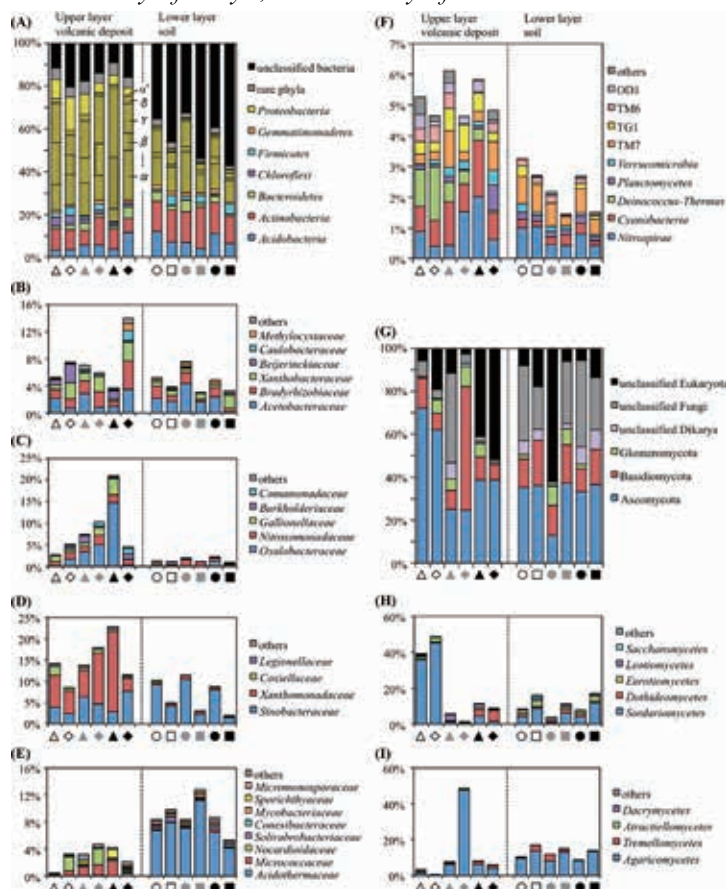 (A)
Upper layer
volcanic deposit
Lower layer
soil
100%
80%
60%
40%
20%
0%
unclassified bacteria
rare phyla
Proteobacteria
Gemmatimonadetes
Firmicutes
Chloroflexi
Bacteroidetes
Actinobacteria
Acidobacteria
(B)
16%
12%
8%
4%
0%
others
Methylocystaceae
Caulobacteraceae
Beijerinckiaceae
Xanthobacteraceae
Bradyrhizobiaceae
Acetobacteraceae
(C)
25%
20%
15%
10%
5%
0%
others
Comamonadaceae
Burkholderiaceae
Gallionellaceae
Nitrosomonadaceae
Oxalobacteraceae
(D)
25%
20%
15%
10%
5%
0%
others
Legionellaceae
Coxiellaceae
Xanthomonadaceae
Sinobacteraceae
(E)
16%
12%
8%
4%
0%
others
Micromonosporaceae
Sporichthyaceae
Mycobacteriaceae
Conexibacteraceae
Solirubrobacteriaceae
Nocardioidaceae
Micrococcaceae
Acidothermaceae
(F)
Upper layer
volcanic deposit
Lower layer
soil
7%
6%
5%
4%
3%
2%
1%
0%
others
OD1
TM6
TG1
TM7
Verrucomicrobia
Planctomycetes
Deinococcus-Thermus
Cyanobacteria
Nitrospirae
(G)
100%
80%
60%
40%
20%
0%
unclassified Eukaryota
unclassified Fungi
unclassified Dikarya
Glomeromycota
Basidiomycota
Ascomycota
(H)
60%
40%
20%
0%
others
Saccharomycetes
Leotiomycetes
Eurotiomycetes
Dothideomycetes
Sordariomycetes
(I)
60%
40%
20%
0%
others
Dacrymycetes
Atractiellomycetes
Tremellomycetes
Agaricomycetes